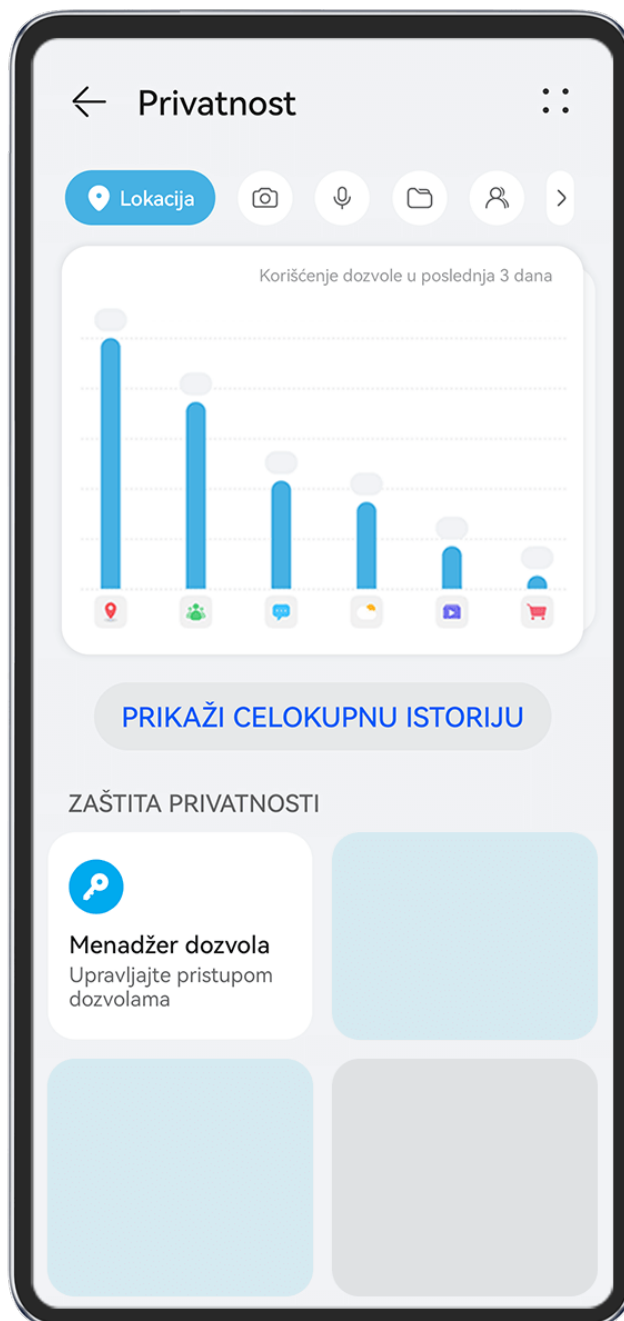 Privatnost
Lokacija
Korišćenje dozvole u poslednja 3 dana
PRIKAŽI CELOKUPNU ISTORIJU
ZAŠTITA PRIVATNOSTI
Menadžer dozvola
Upravljajte pristupom
dozvolama